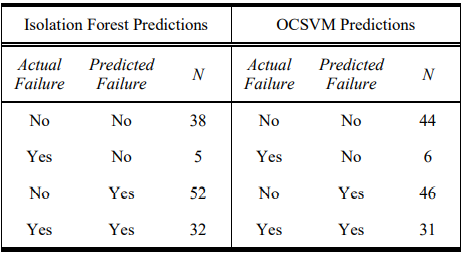 Isolation Forest Predictions OCSVM Predictions
Actual Failure Predicted Failure N Actual Failure Predicted Failure N
No No 38 No No 44
Yes No 5 Yes No 6
No Yes 52 No Yes 46
Yes Yes 32 Yes Yes 31